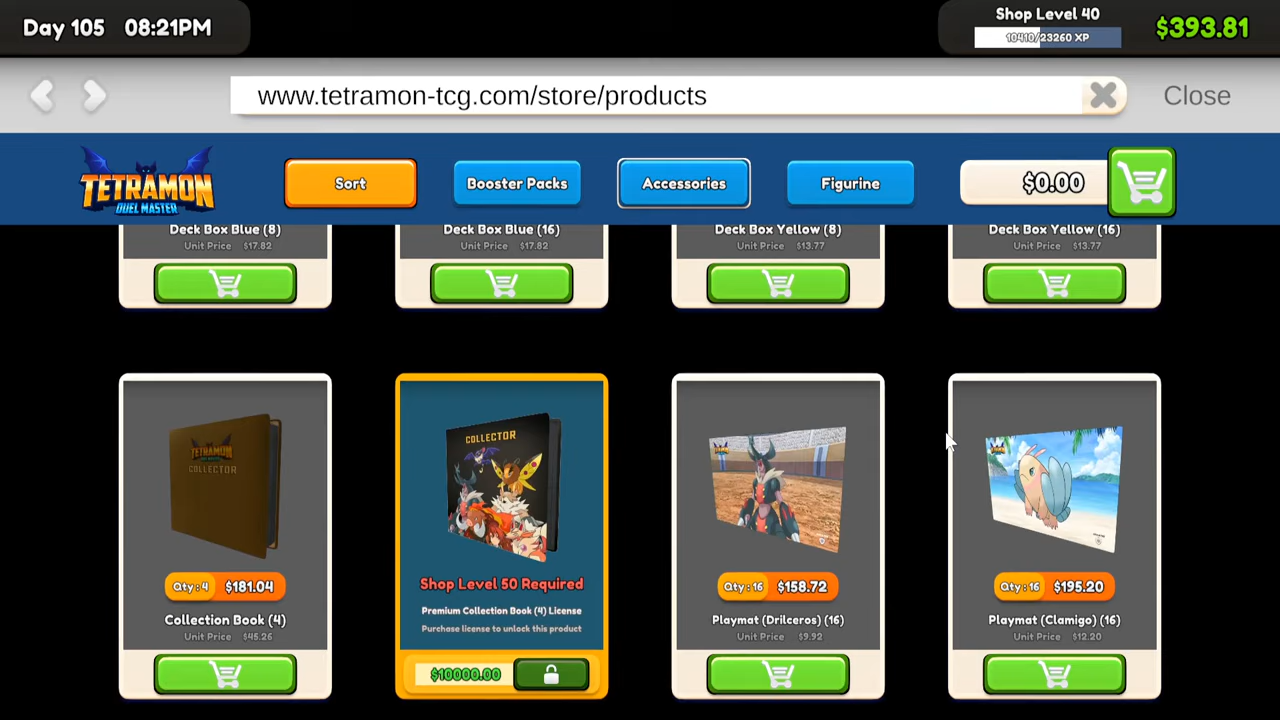 Day 105 08:21PM
Shop Level 40
10410/23260 XP
$393.81
www.tetramon-tcg.com/store/products
Close
TETRAMON
DUEL MASTER
Sort
Booster Packs
Accessories
Figurine
$0.00
Deck Box Blue (8)
Unit Price $17.82
Deck Box Blue (16)
Unit Price $17.82
Deck Box Yellow (8)
Unit Price $13.77
Deck Box Yellow (16)
Unit Price $13.77
TETRAMON
COLLECTOR
Qty : 4 $181.04
Collection Book (4)
Unit Price $45.26
COLLECTOR
Shop Level 50 Required
Premium Collection Book (4) License
Purchase license to unlock this product
$10000.00
Qty : 16 $158.72
Playmat (Drilceros) (16)
Unit Price $9.92
Qty : 16 $195.20
Playmat (Clamigo) (16)
Unit Price $12.20